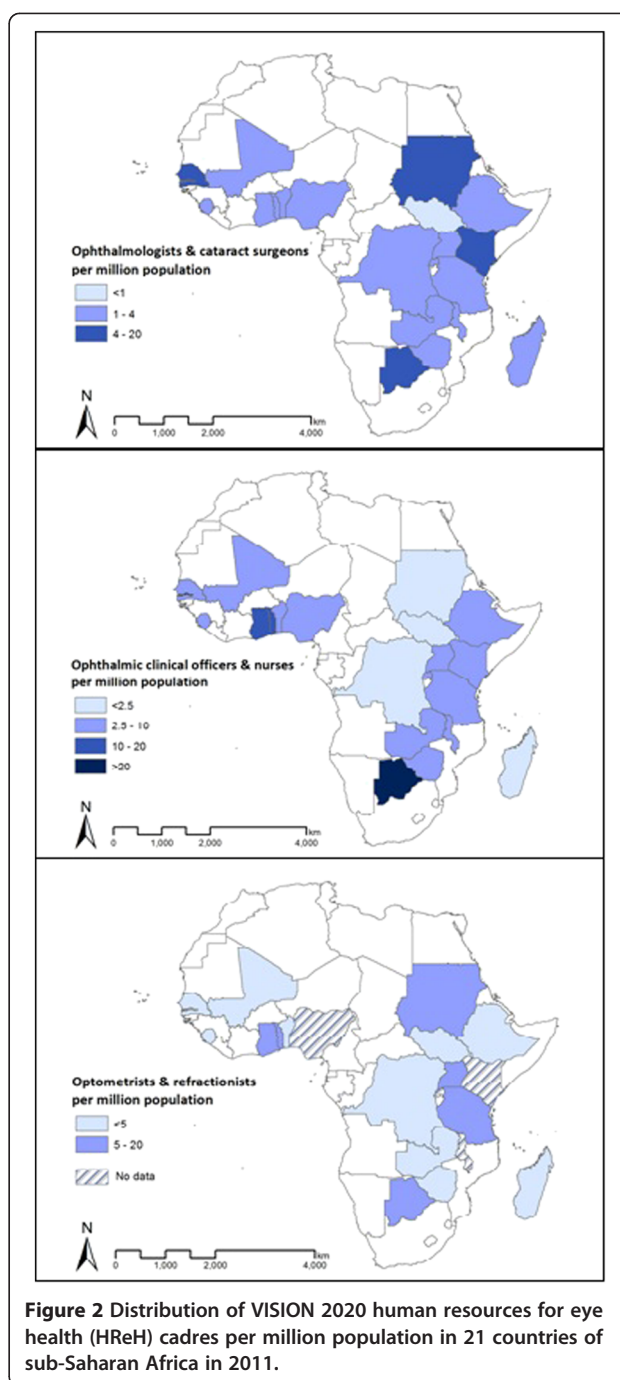 Ophthalmologists & cataract surgeons
per million population
<1
1 - 4
4 - 20
N
km
0 1,000 2,000 4,000
Ophthalmic clinical officers & nurses
per million population
<2.5
2.5 - 10
10 - 20
>20
N
km
0 1,000 2,000 4,000
Optometrists & refractionists
per million population
<5
5 - 20
No data
N
km
0 1,000 2,000 4,000
Figure 2 Distribution of VISION 2020 human resources for eye
health (HReH) cadres per million population in 21 countries of
sub-Saharan Africa in 2011.